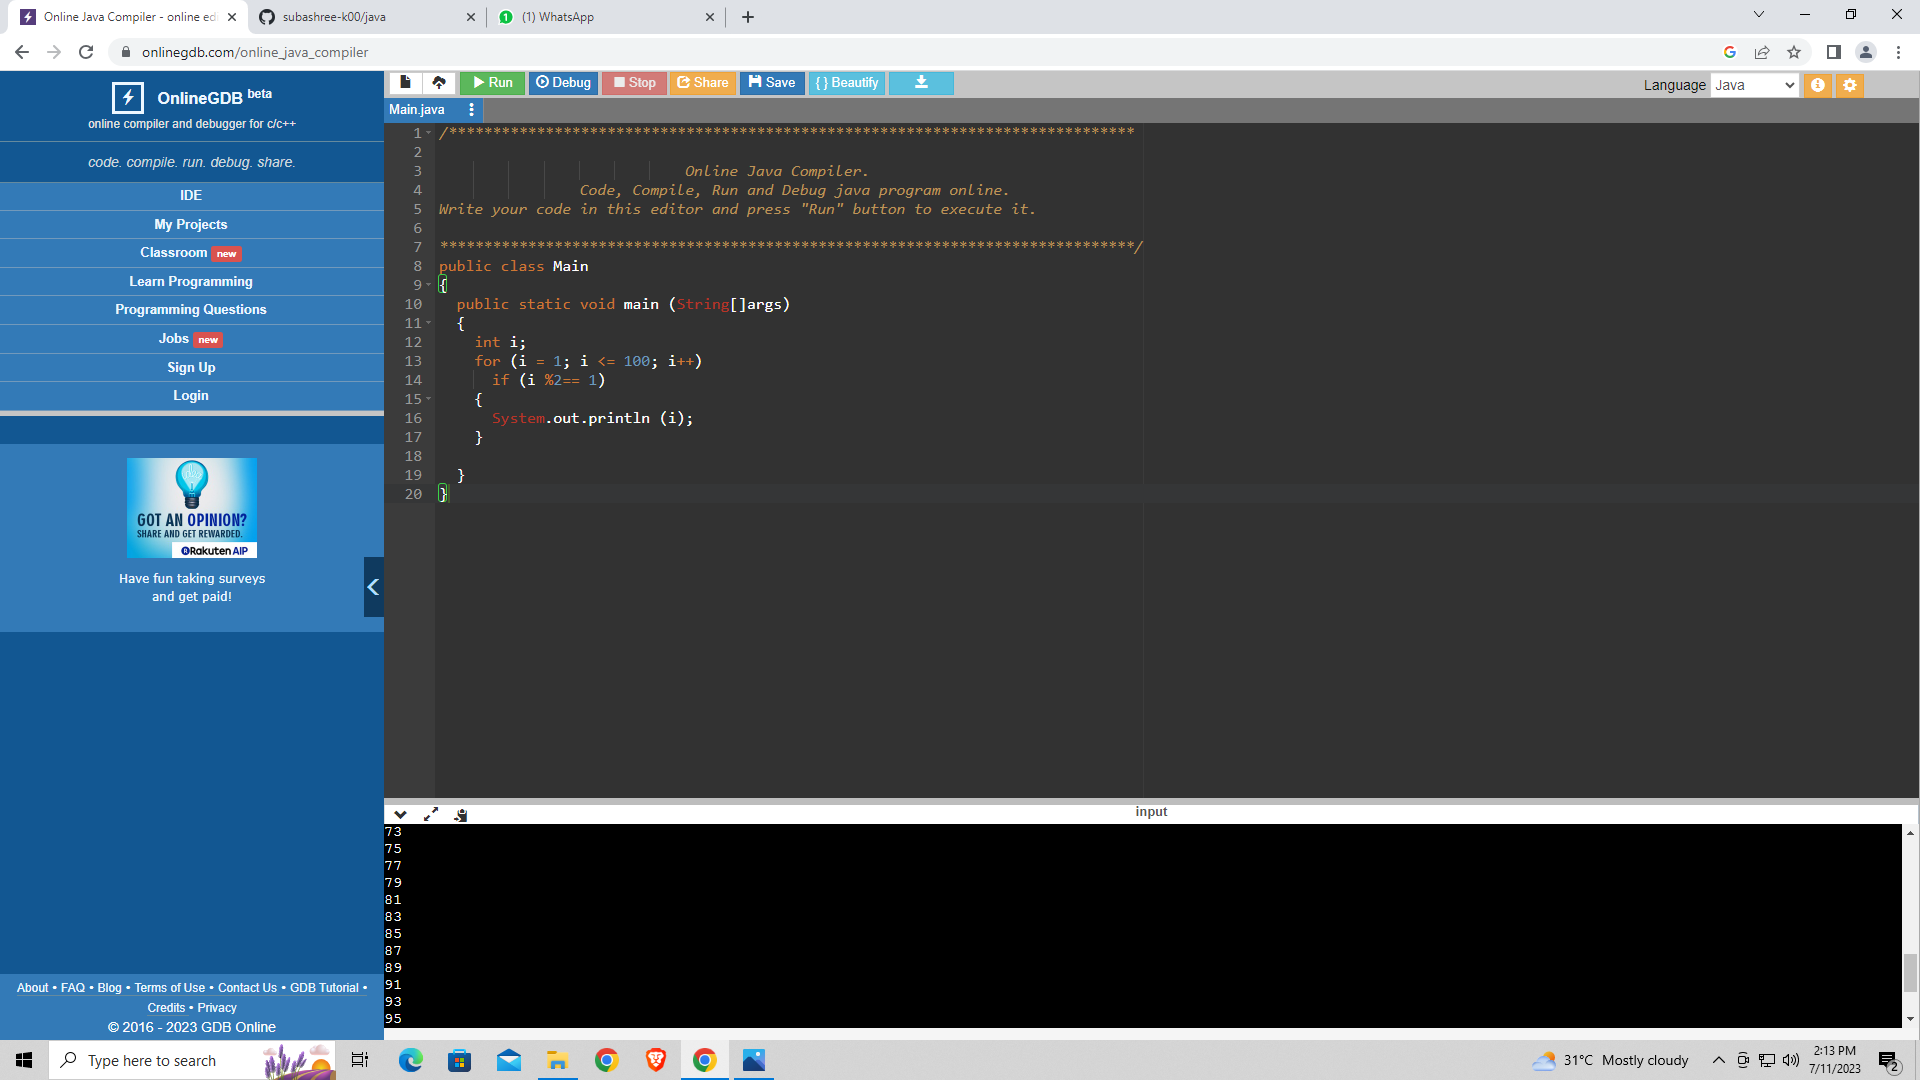 Online Java Compiler - online edi
subashree-k00/java
(1) WhatsApp
onlinegdb.com/online_java_compiler
OnlineGDB beta
online compiler and debugger for c/c++
code. compile. run. debug. share.
IDE
My Projects
Classroom new
Learn Programming
Programming Questions
Jobs new
Sign Up
Login
GOT AN OPINION?
SHARE AND GET REWARDED.
Rakuten AIP
Have fun taking surveys
and get paid!
About • FAQ • Blog • Terms of Use • Contact Us • GDB Tutorial •
Credits • Privacy
© 2016 - 2023 GDB Online
Run Debug Stop Share Save { } Beautify
Language Java
Main.java
1 /******************************************************************************
2
3 Online Java Compiler.
4 Code, Compile, Run and Debug java program online.
5 Write your code in this editor and press "Run" button to execute it.
6
7 *******************************************************************************/
8 public class Main
9 {
10 public static void main (String[]args)
11 {
12 int i;
13 for (i = 1; i <= 100; i++)
14 if (i %2== 1)
15 {
16 System.out.println (i);
17 }
18
19 }
20 }
input
73
75
77
79
81
83
85
87
89
91
93
95
Type here to search
31°C Mostly cloudy
2:13 PM
7/11/2023
2